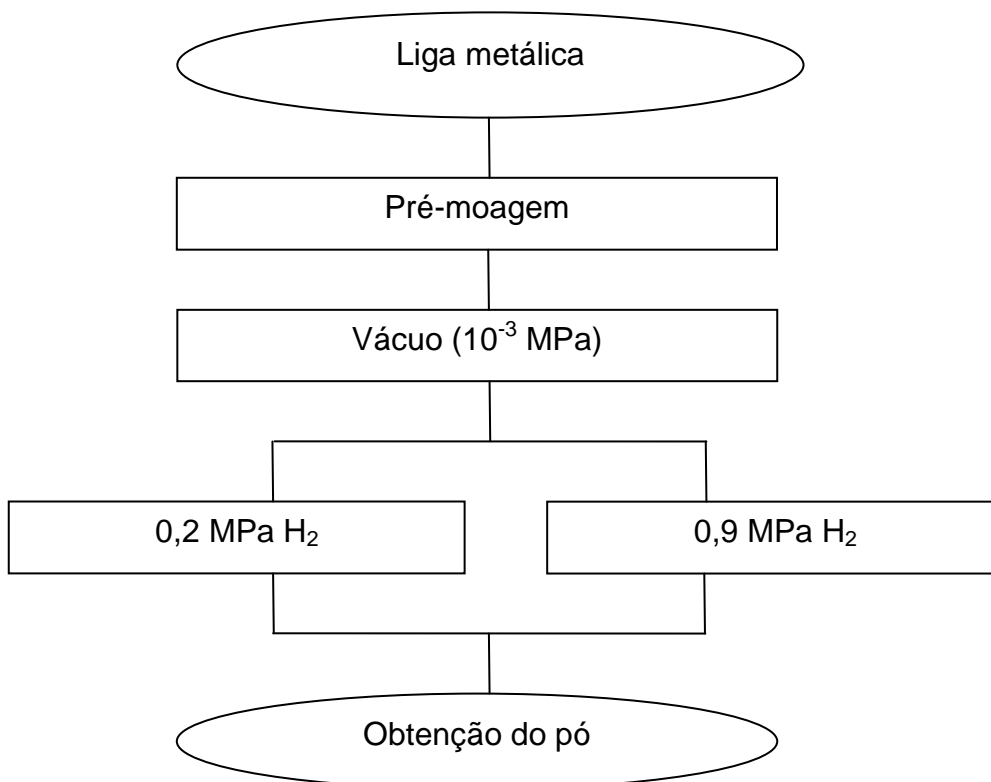 Liga metálica
Pré-moagem
Vácuo (10⁻³ MPa)
0,2 MPa H₂
0,9 MPa H₂
Obtenção do pó